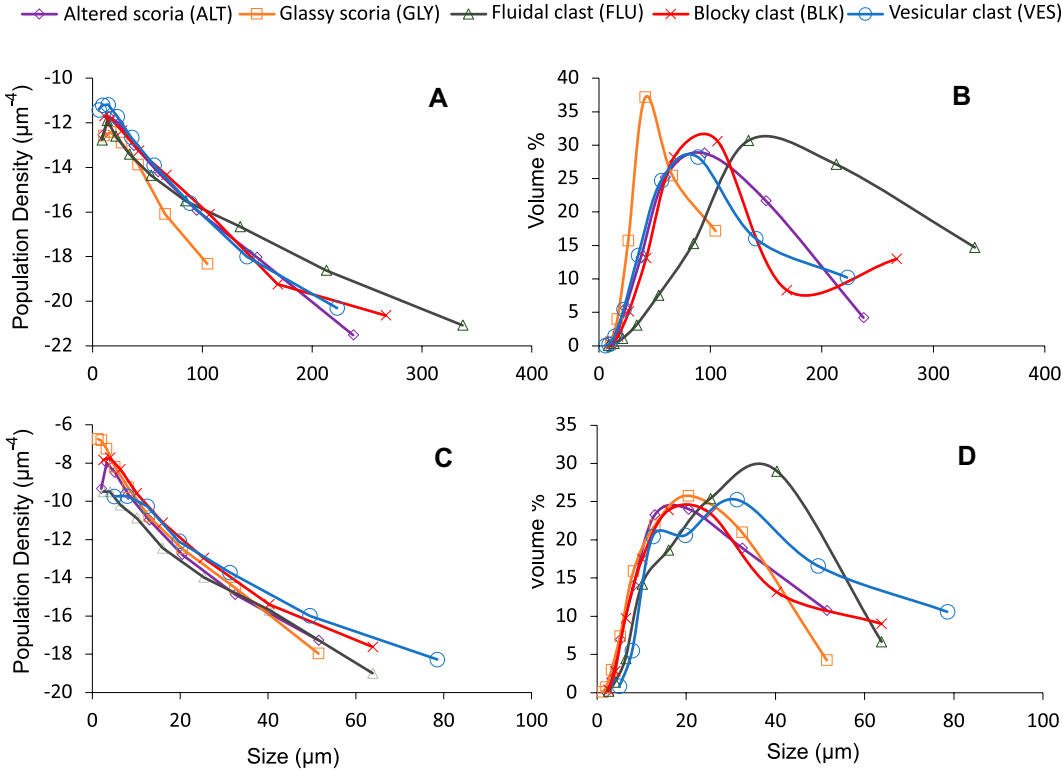 Altered scoria (ALT) Glassy scoria (GLY) Fluidal clast (FLU) Blocky clast (BLK) Vesicular clast (VES)
A
Population Density (µm⁻⁴)
-10
-12
-14
-16
-18
-20
-22
0 100 200 300 400
B
Volume %
40
35
30
25
20
15
10
5
0
0 100 200 300 400
C
Population Density (µm⁻⁴)
-6
-8
-10
-12
-14
-16
-18
-20
0 20 40 60 80 100
Size (µm)
D
volume %
35
30
25
20
15
10
5
0
0 20 40 60 80 100
Size (µm)